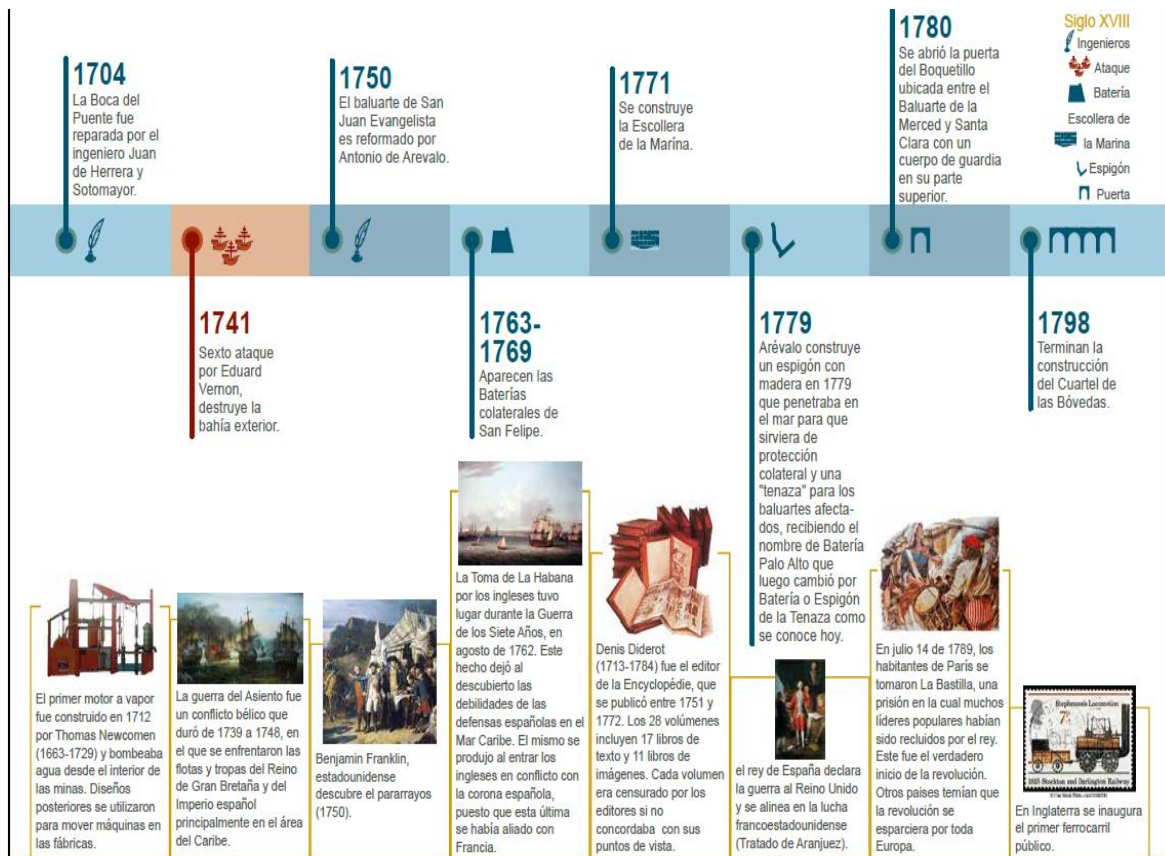 1704
La Boca del
Puente fue
reparada por el
ingeniero Juan
de Herrera y
Sotomayor.
1750
El baluarte de San
Juan Evangelista
es reformado por
Antonio de Arevalo.
1771
Se construye
la Escollera
de la Marina.
1780
Se abrió la puerta
del Boquetillo
ubicada entre el
Baluarte de la
Merced y Santa
Clara con un
cuerpo de guardia
en su parte
superior.
Siglo XVIII
Ingenieros
Ataque
Batería
Escollera de
la Marina
Espigón
Puerta
1741
Sexto ataque
por Eduard
Vernon,
destruye la
bahía exterior.
1763-
1769
Aparecen las
Baterías
colaterales de
San Felipe.
1779
Arévalo construye
un espigón con
madera en 1779
que penetraba en
el mar para que
sirviera de
protección
colateral y una
"tenaza" para los
baluartes afecta-
dos, recibiendo el
nombre de Batería
Palo Alto que
luego cambió por
Batería o Espigón
de la Tenaza como
se conoce hoy.
1798
Terminan la
construcción
del Cuartel de
las Bóvedas.
El primer motor a vapor
fue construido en 1712
por Thomas Newcomen
(1663-1729) y bombeaba
agua desde el interior de
las minas. Diseños
posteriores se utilizaron
para mover máquinas en
las fábricas.
La guerra del Asiento fue
un conflicto bélico que
duró de 1739 a 1748, en
el que se enfrentaron las
flotas y tropas del Reino
de Gran Bretaña y del
Imperio español
principalmente en el área
del Caribe.
Benjamin Franklin,
estadounidense
descubre el pararrayos
(1750).
La Toma de La Habana
por los ingleses tuvo
lugar durante la Guerra
de los Siete Años, en
agosto de 1762. Este
hecho dejó al
descubierto las
debilidades de las
defensas españolas en el
Mar Caribe. El mismo se
produjo al entrar los
ingleses en conflicto con
la corona española,
puesto que esta última
se había aliado con
Francia.
Denis Diderot
(1713-1784) fue el editor
de la Encyclopédie, que
se publicó entre 1751 y
1772. Los 28 volúmenes
incluyen 17 libros de
texto y 11 libros de
imágenes. Cada volumen
era censurado por los
editores si no
concordaba con sus
puntos de vista.
el rey de España declara
la guerra al Reino Unido
y se alinea en la lucha
francoestadounidense
(Tratado de Aranjuez).
En julio 14 de 1789, los
habitantes de París se
tomaron La Bastilla, una
prisión en la cual muchos
líderes populares habían
sido recluidos por el rey.
Este fue el verdadero
inicio de la revolución.
Otros paises temían que
la revolución se
esparciera por toda
Europa.
Stephenson's Locomotion
7
1825 Stockton and Darlington Railway
En Inglaterra se inaugura
el primer ferrocarril
público.